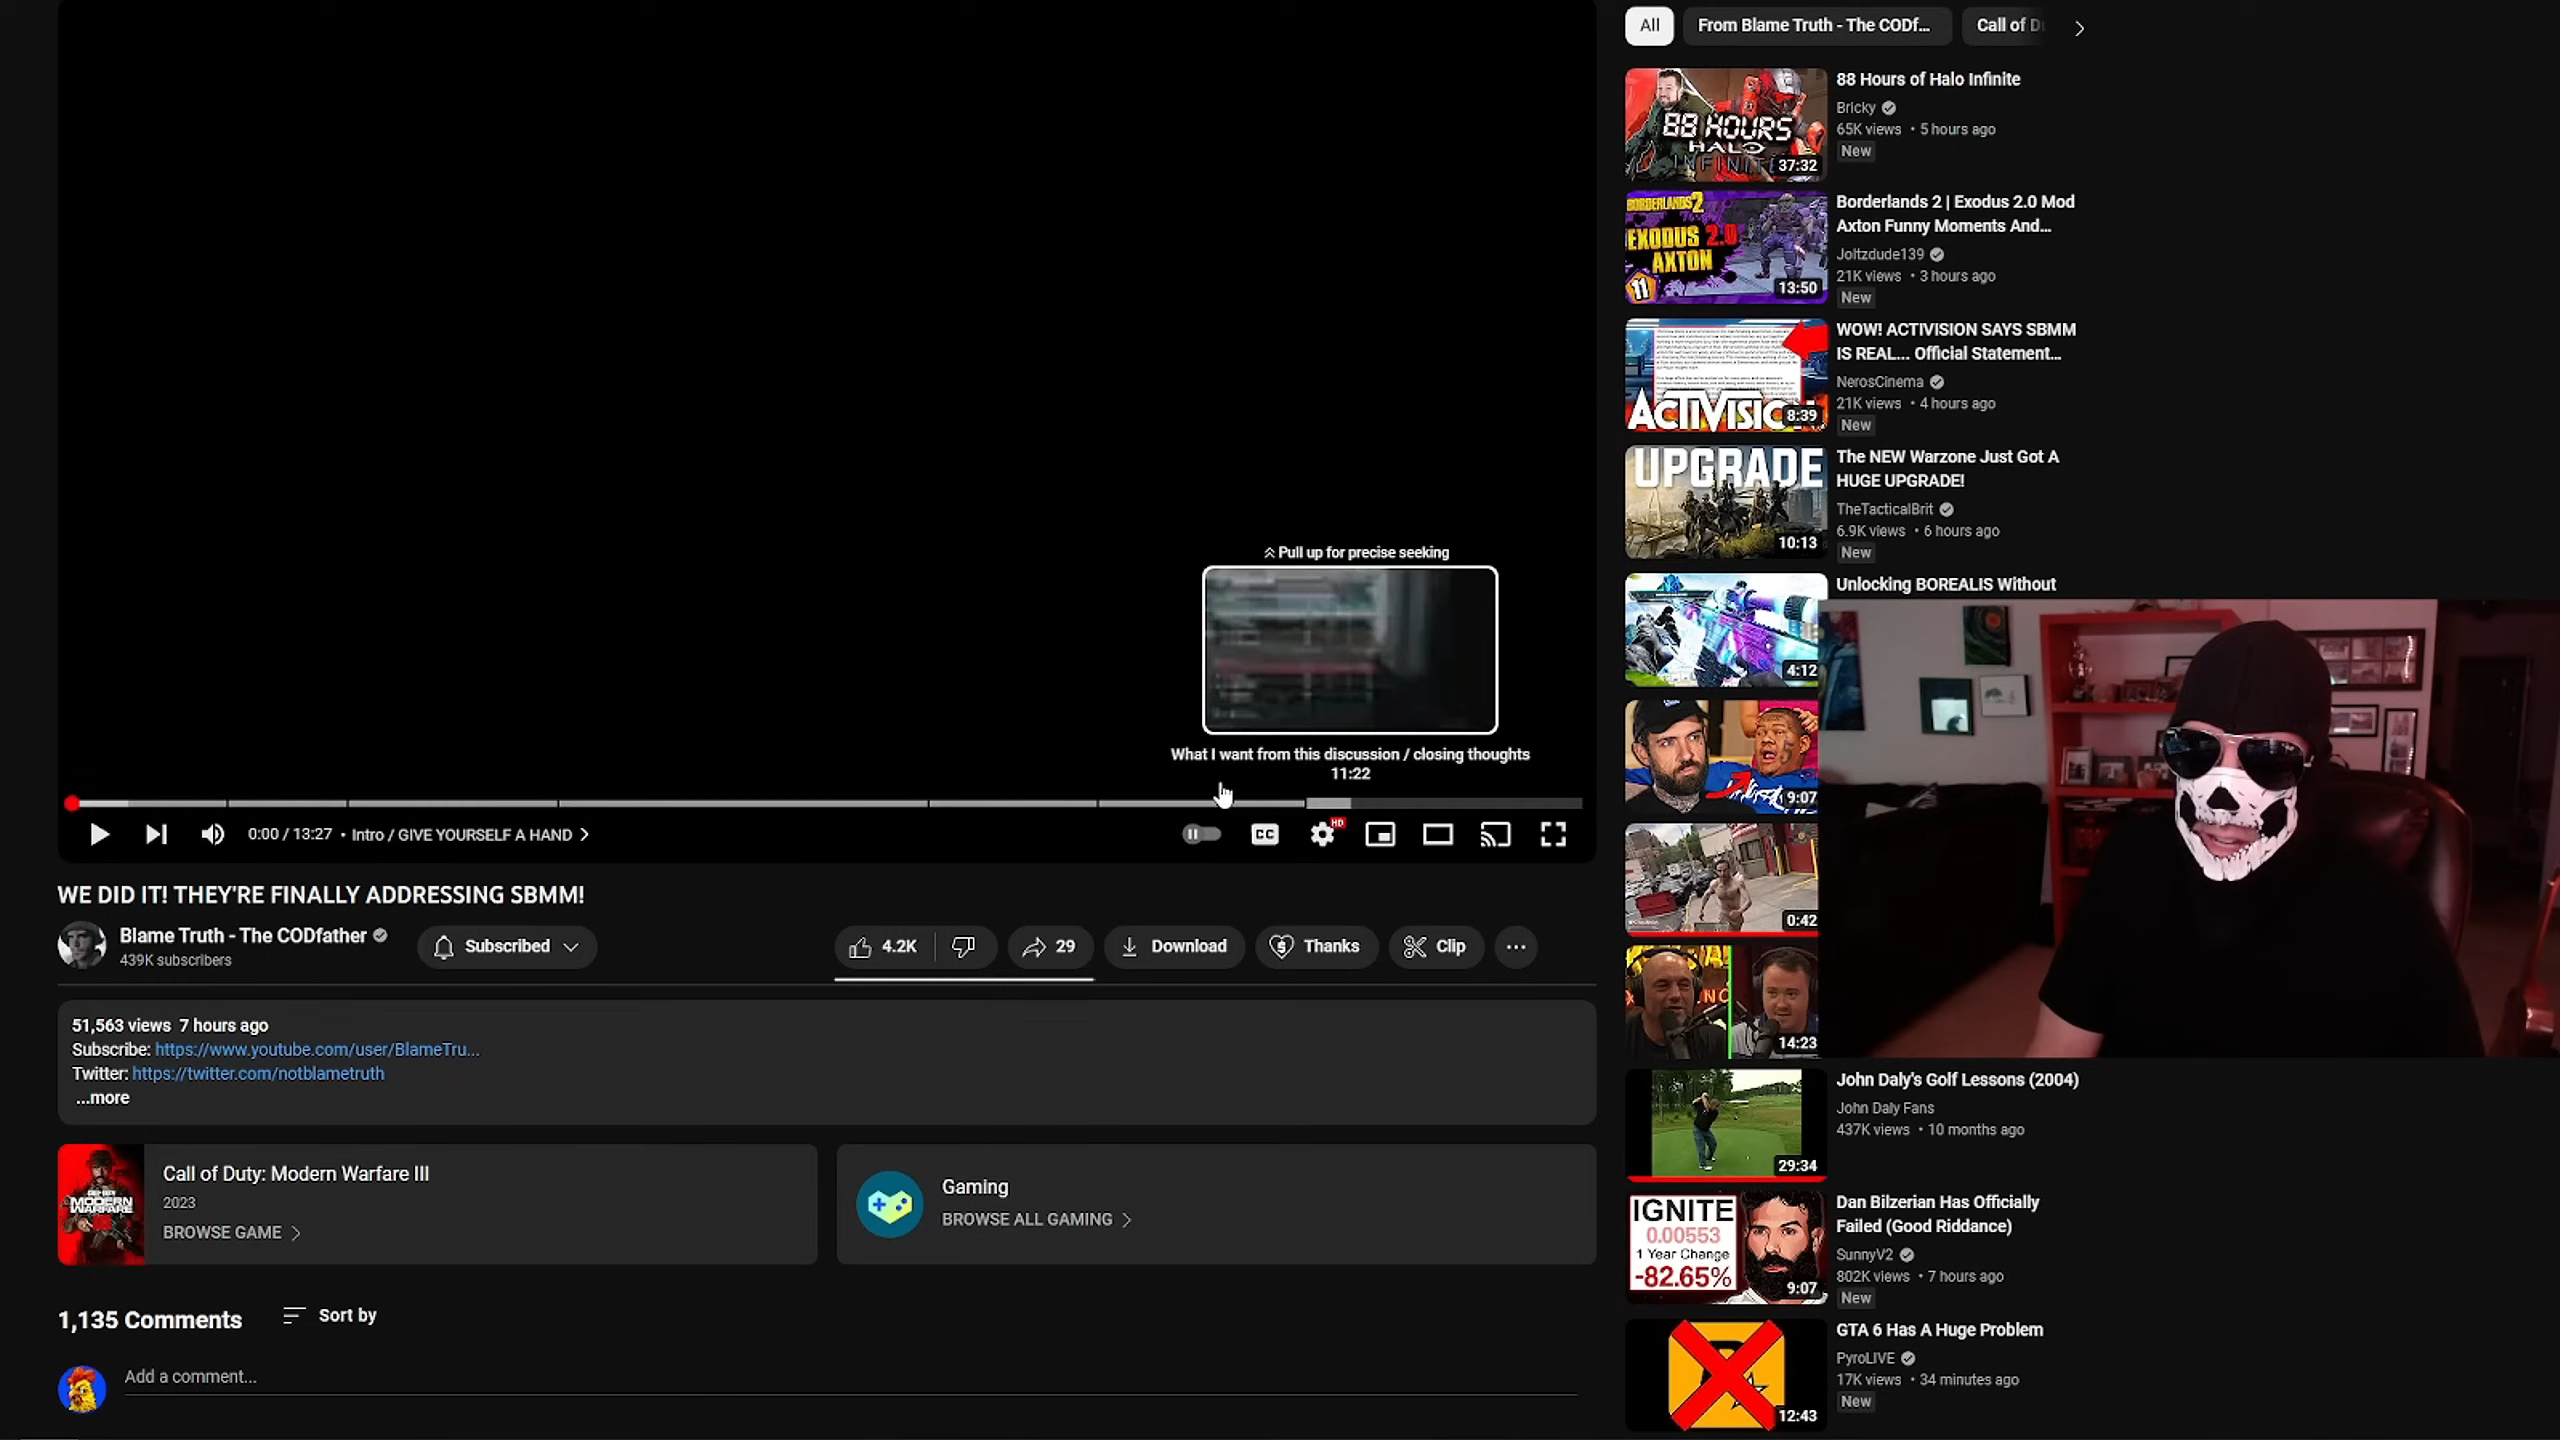 All
From Blame Truth - The CODf...
Call of D
88 Hours of Halo Infinite
Bricky
65K views • 5 hours ago
New
88 HOURS
HALO
INFINITE
37:32
Borderlands 2 | Exodus 2.0 Mod
Axton Funny Moments And...
Joltzdude139
21K views • 3 hours ago
New
BORDERLANDS 2
EXODUS 2.0
AXTON
11
13:50
WOW! ACTIVISION SAYS SBMM
IS REAL... Official Statement...
NerosCinema
21K views • 4 hours ago
New
8:39
The NEW Warzone Just Got A
HUGE UPGRADE!
TheTacticalBrit
6.9K views • 6 hours ago
New
UPGRADE
10:13
Unlocking BOREALIS Without
4:12
9:07
0:42
14:23
John Daly's Golf Lessons (2004)
John Daly Fans
437K views • 10 months ago
29:34
Dan Bilzerian Has Officially
Failed (Good Riddance)
SunnyV2
802K views • 7 hours ago
New
IGNITE
0.00553
1 Year Change
-82.65%
9:07
GTA 6 Has A Huge Problem
PyroLIVE
17K views • 34 minutes ago
New
12:43
Pull up for precise seeking
What I want from this discussion / closing thoughts
11:22
0:00 / 13:27 • Intro / GIVE YOURSELF A HAND
CC
HD
WE DID IT! THEY'RE FINALLY ADDRESSING SBMM!
Blame Truth - The CODfather
439K subscribers
Subscribed
4.2K
29
Download
Thanks
Clip
51,563 views 7 hours ago
Subscribe: https://www.youtube.com/user/BlameTru...
Twitter: https://twitter.com/notblametruth
...more
Call of Duty: Modern Warfare III
2023
BROWSE GAME
MODERN
WARFARE
Gaming
BROWSE ALL GAMING
1,135 Comments
Sort by
Add a comment...